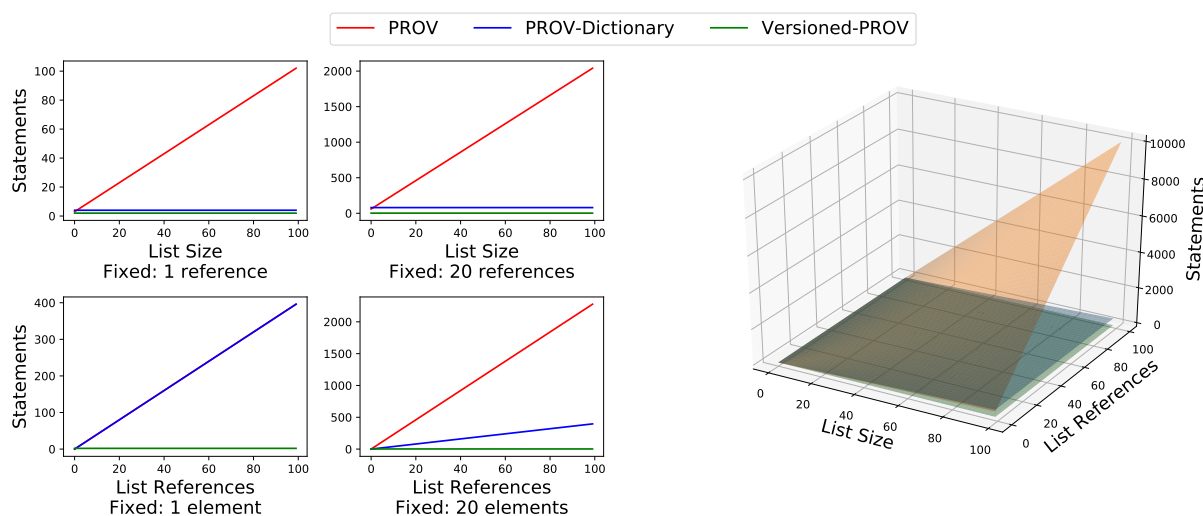 PROV PROV-Dictionary Versioned-PROV
Statements
100
80
60
40
20
0
0 20 40 60 80 100
List Size
Fixed: 1 reference
2000
1500
1000
500
0
0 20 40 60 80 100
List Size
Fixed: 20 references
Statements
400
300
200
100
0
0 20 40 60 80 100
List References
Fixed: 1 element
2000
1500
1000
500
0
0 20 40 60 80 100
List References
Fixed: 20 elements
10000
8000
6000
4000
2000
0
Statements
0 20 40 60 80 100
List Size
0 20 40 60 80 100
List References